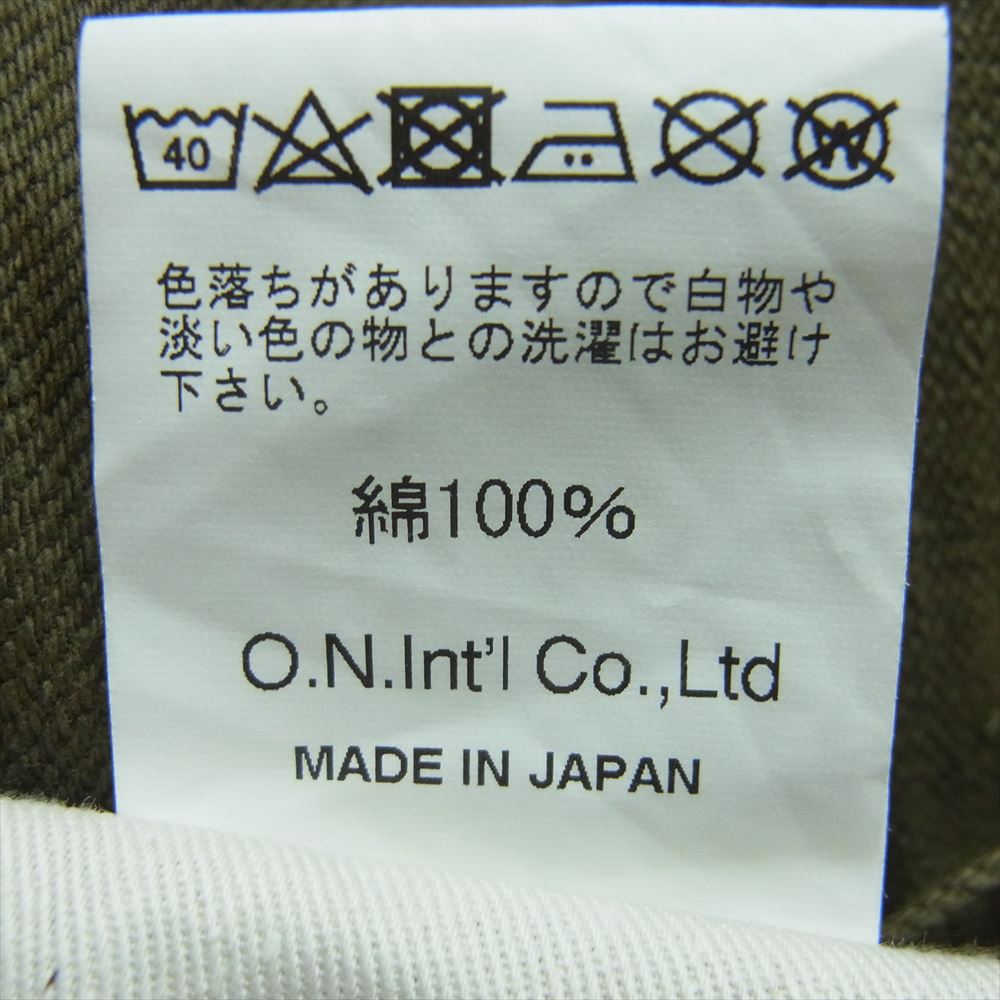 40 W
色落ちがありますので白物や
淡い色の物との洗濯はお避け
下さい。
綿100%
O.N.Int'l Co.,Ltd
MADE IN JAPAN